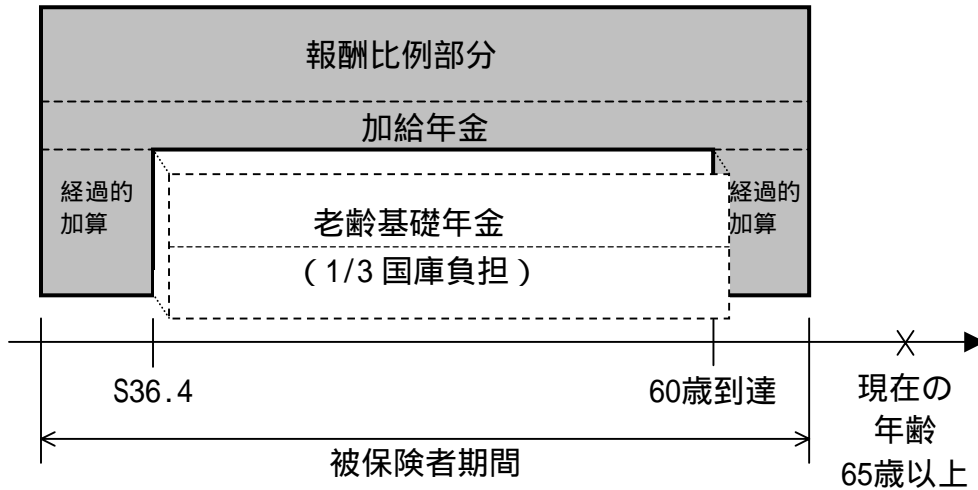 報酬比例部分
加給年金
経過的
加算
老齢基礎年金
(1/3国庫負担)
経過的
加算
S36.4
60歳到達
現在の
年齢
65歳以上
被保険者期間